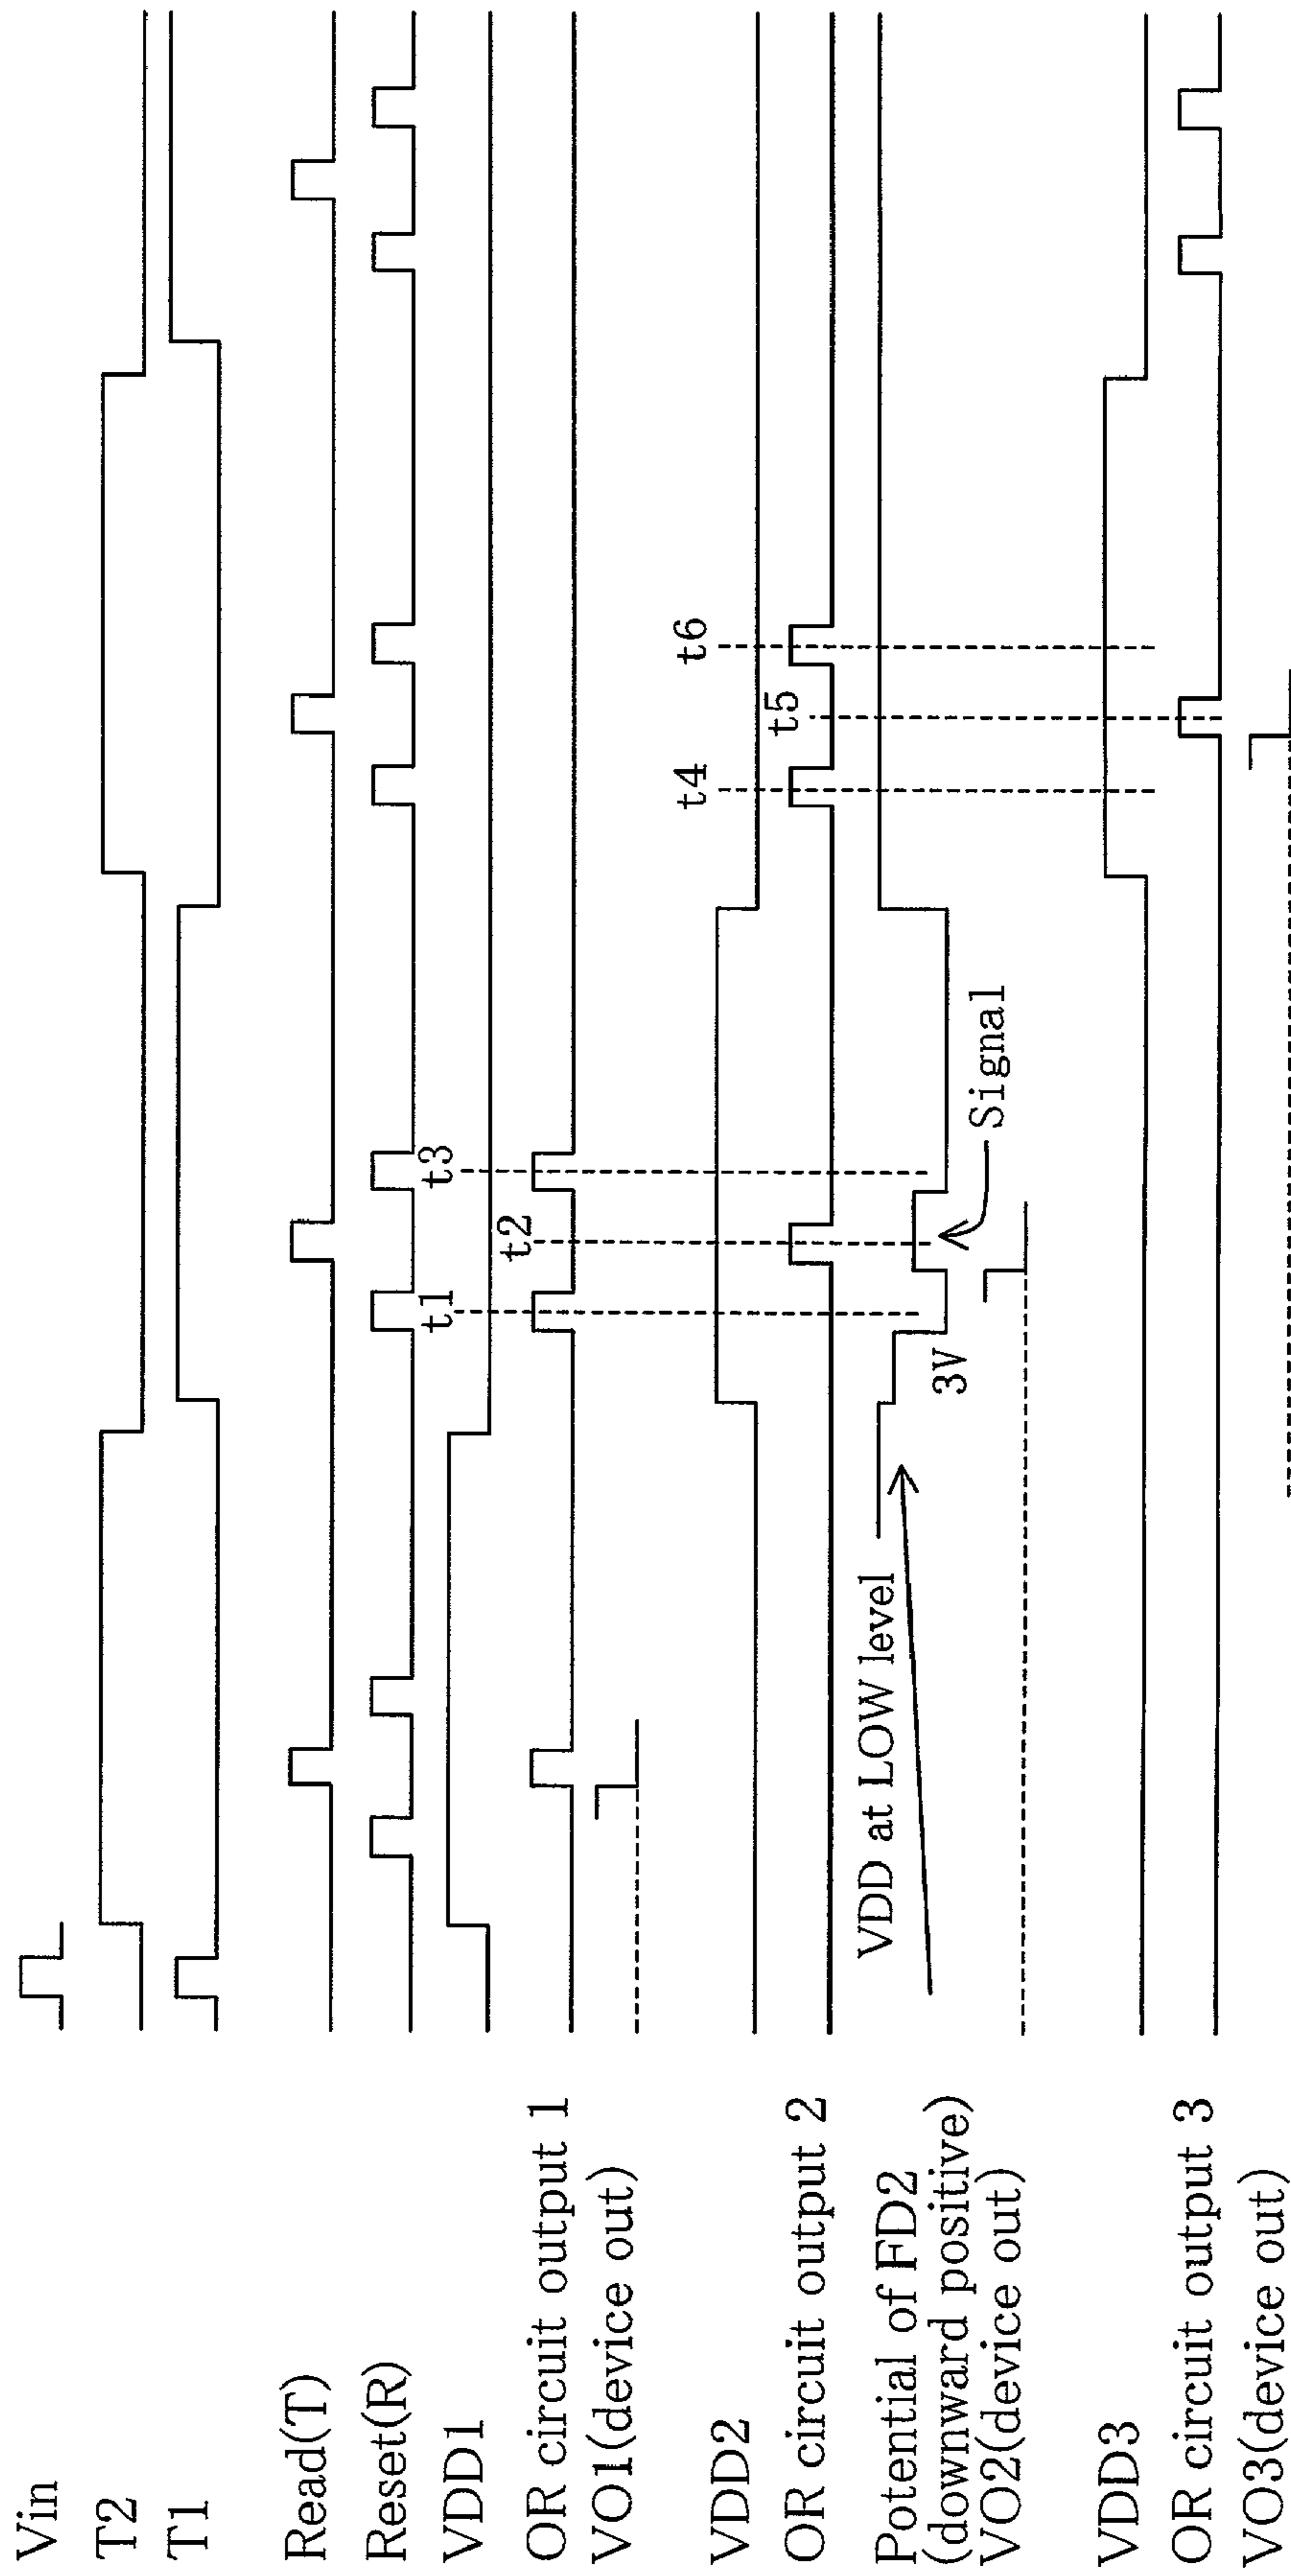 Vin
T2
T1
Read(T)
Reset(R)
VDD1
t1
t3
OR circuit output 1
t2
VO1(device out)
VDD2
t4
t6
OR circuit output 2
t5
VDD at LOW level
Potential of FD2
(downward positive)
3V
Signal
VO2(device out)
VDD3
OR circuit output 3
VO3(device out)